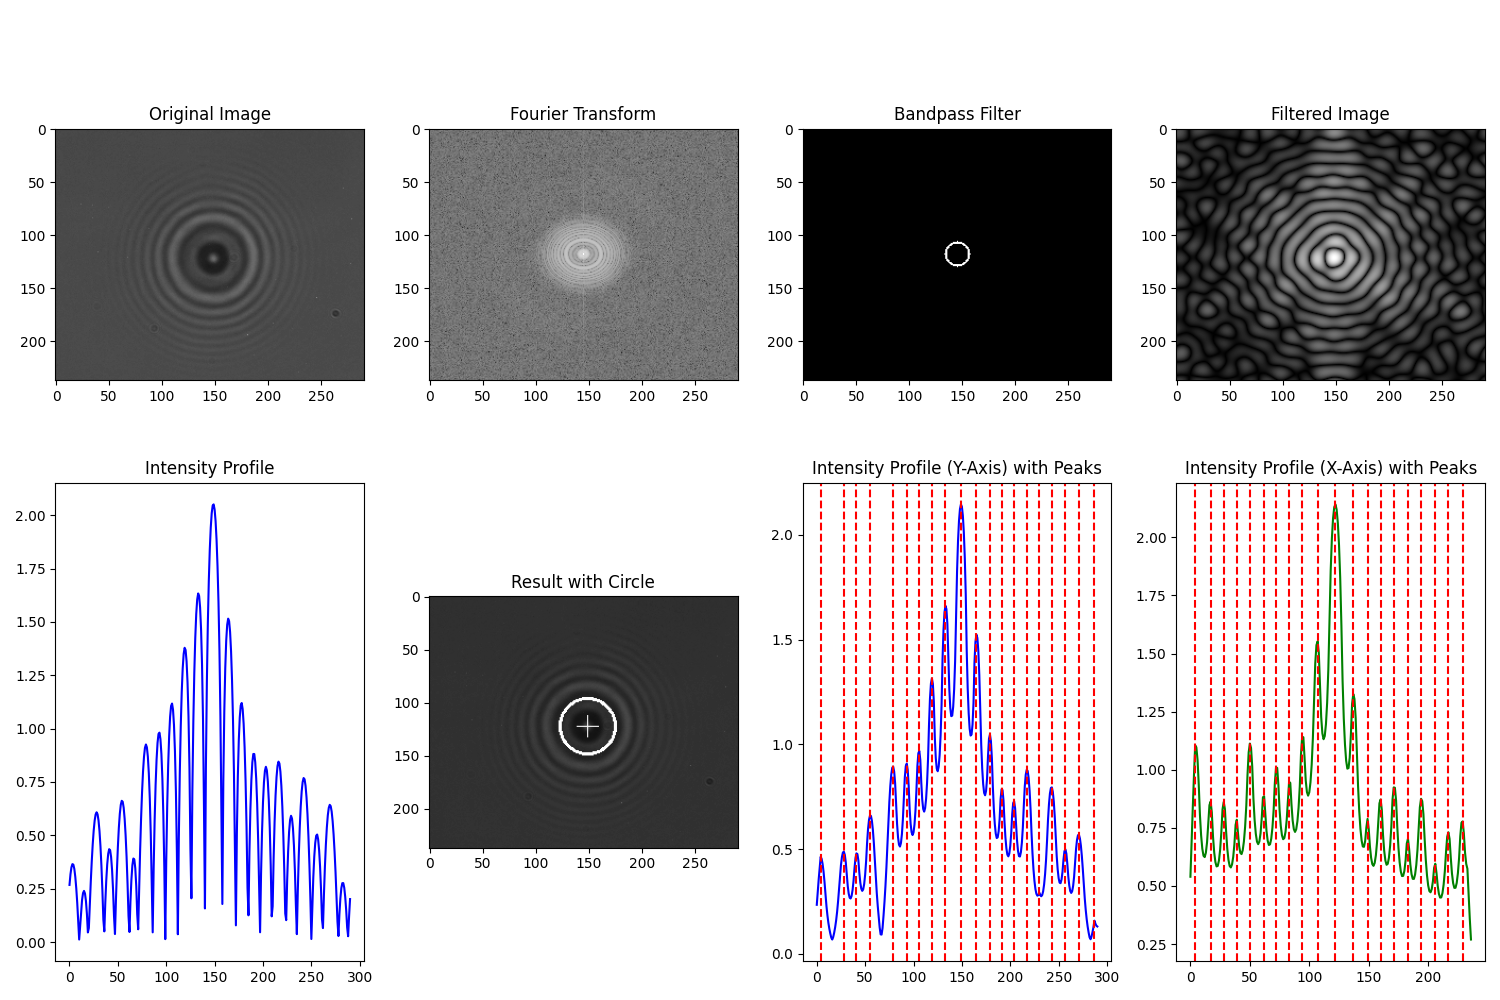 Original Image
Fourier Transform
Bandpass Filter
Filtered Image
0
50
100
150
200
0 50 100 150 200 250
0
50
100
150
200
0 50 100 150 200 250
0
50
100
150
200
0 50 100 150 200 250
0
50
100
150
200
0 50 100 150 200 250
Intensity Profile
2.00
1.75
1.50
1.25
1.00
0.75
0.50
0.25
0.00
0 50 100 150 200 250 300
Result with Circle
0
50
100
150
200
0 50 100 150 200 250
Intensity Profile (Y-Axis) with Peaks
2.0
1.5
1.0
0.5
0.0
0 50 100 150 200 250 300
Intensity Profile (X-Axis) with Peaks
2.00
1.75
1.50
1.25
1.00
0.75
0.50
0.25
0 50 100 150 200